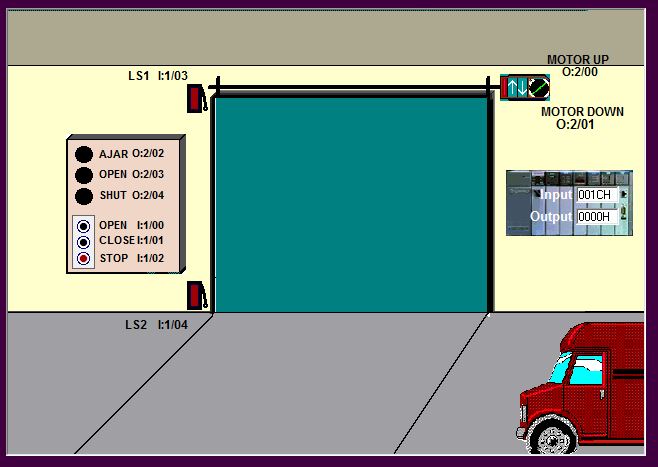 LS1 I:1/03
MOTOR UP
O:2/00
MOTOR DOWN
O:2/01
AJAR O:2/02
OPEN O:2/03
SHUT O:2/04
OPEN I:1/00
CLOSE I:1/01
STOP I:1/02
Input 001CH
Output 0000H
LS2 I:1/04